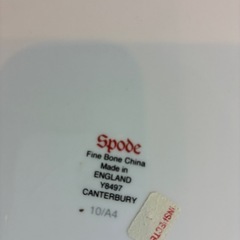 Spode
Fine Bone China
Made in
ENGLAND
Y8497
CANTERBURY
10/A4